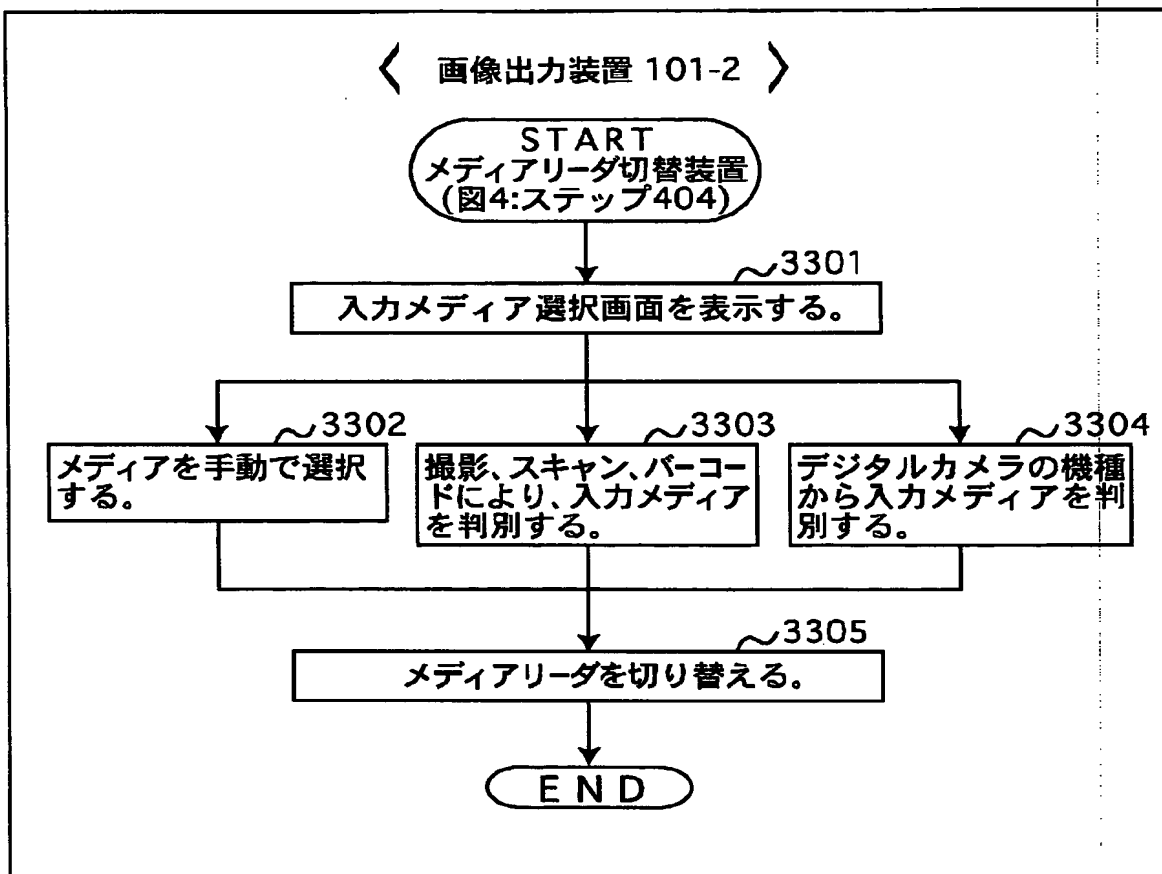 〈 画像出力装置 101-2 〉
START
メディアリーダ切替装置
(図4:ステップ404)
3301
入力メディア選択画面を表示する。
3302
メディアを手動で選択
する。
3303
撮影、スキャン、バーコー
ドにより、入力メディア
を判別する。
3304
デジタルカメラの機種
から入力メディアを判
別する。
3305
メディアリーダを切り替える。
END